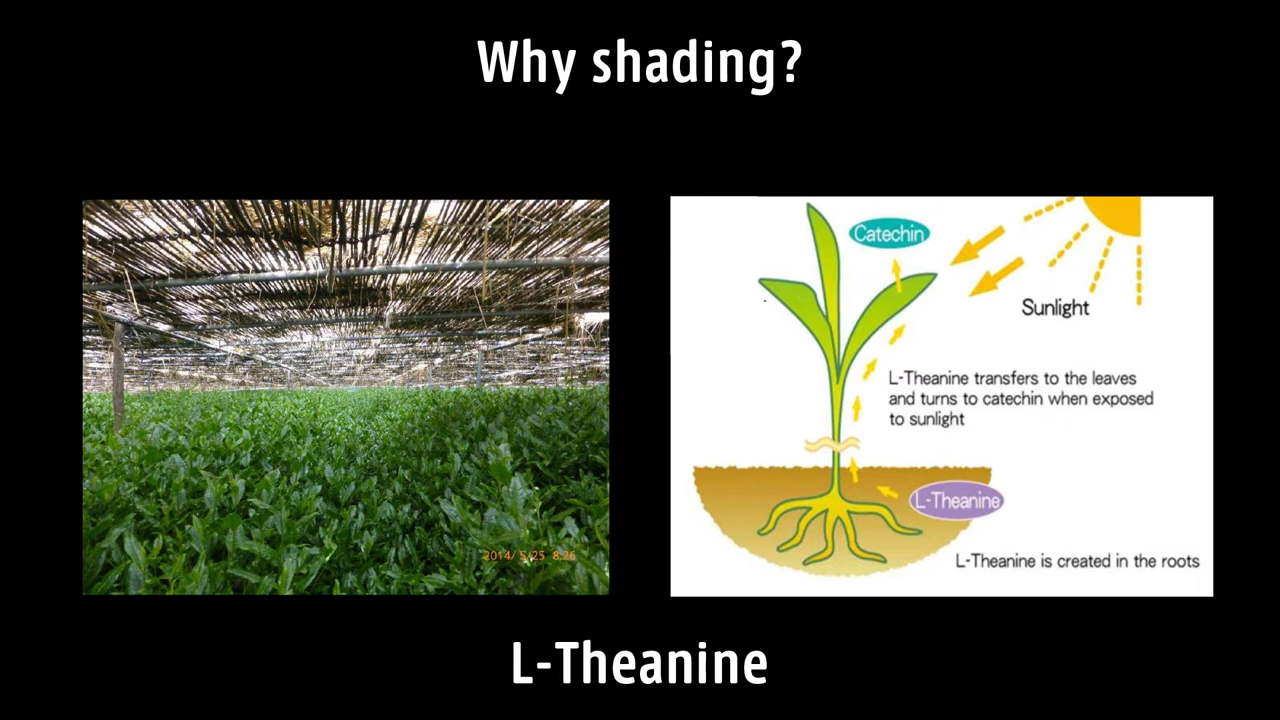 Why shading?
2014/ 5/25 8:26
Catechin
Sunlight
L-Theanine transfers to the leaves
and turns to catechin when exposed
to sunlight
L-Theanine
L-Theanine is created in the roots
L-Theanine